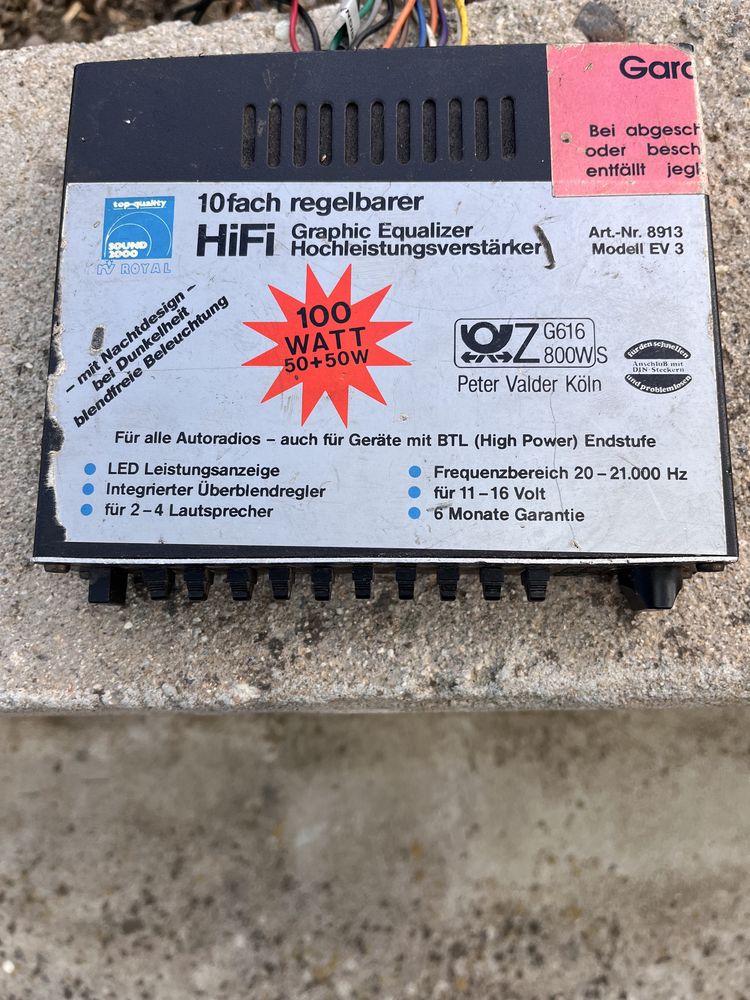 Garc
Bei abgesch
oder besch
entfällt jegl
top-quality
SOUND
2000
ROYAL
10fach regelbarer
HiFi Graphic Equalizer
Hochleistungsverstärker
Art.-Nr. 8913
Modell EV 3
– mit Nachtdesign –
bei Dunkelheit
blendfreie Beleuchtung
100
WATT
50+50W
Z G616
800WS
Peter Valder Köln
für den schnellen
Anschluß mit
DIN-Steckern
und problemlosen
Für alle Autoradios – auch für Geräte mit BTL (High Power) Endstufe
LED Leistungsanzeige
Integrierter Überblendregler
für 2–4 Lautsprecher
Frequenzbereich 20–21.000 Hz
für 11–16 Volt
6 Monate Garantie